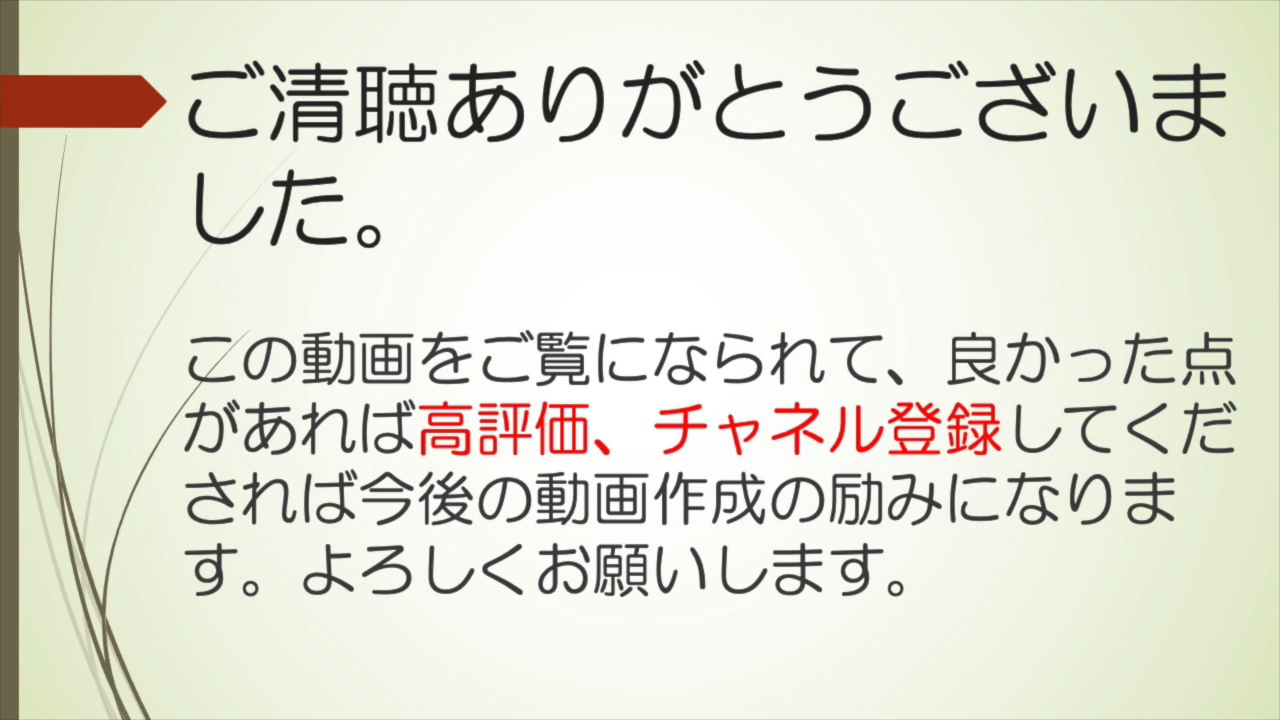 ご清聴ありがとうございま
した。
この動画をご覧になられて、良かった点
があれば高評価、チャネル登録してくだ
されば今後の動画作成の励みになりま
す。よろしくお願いします。